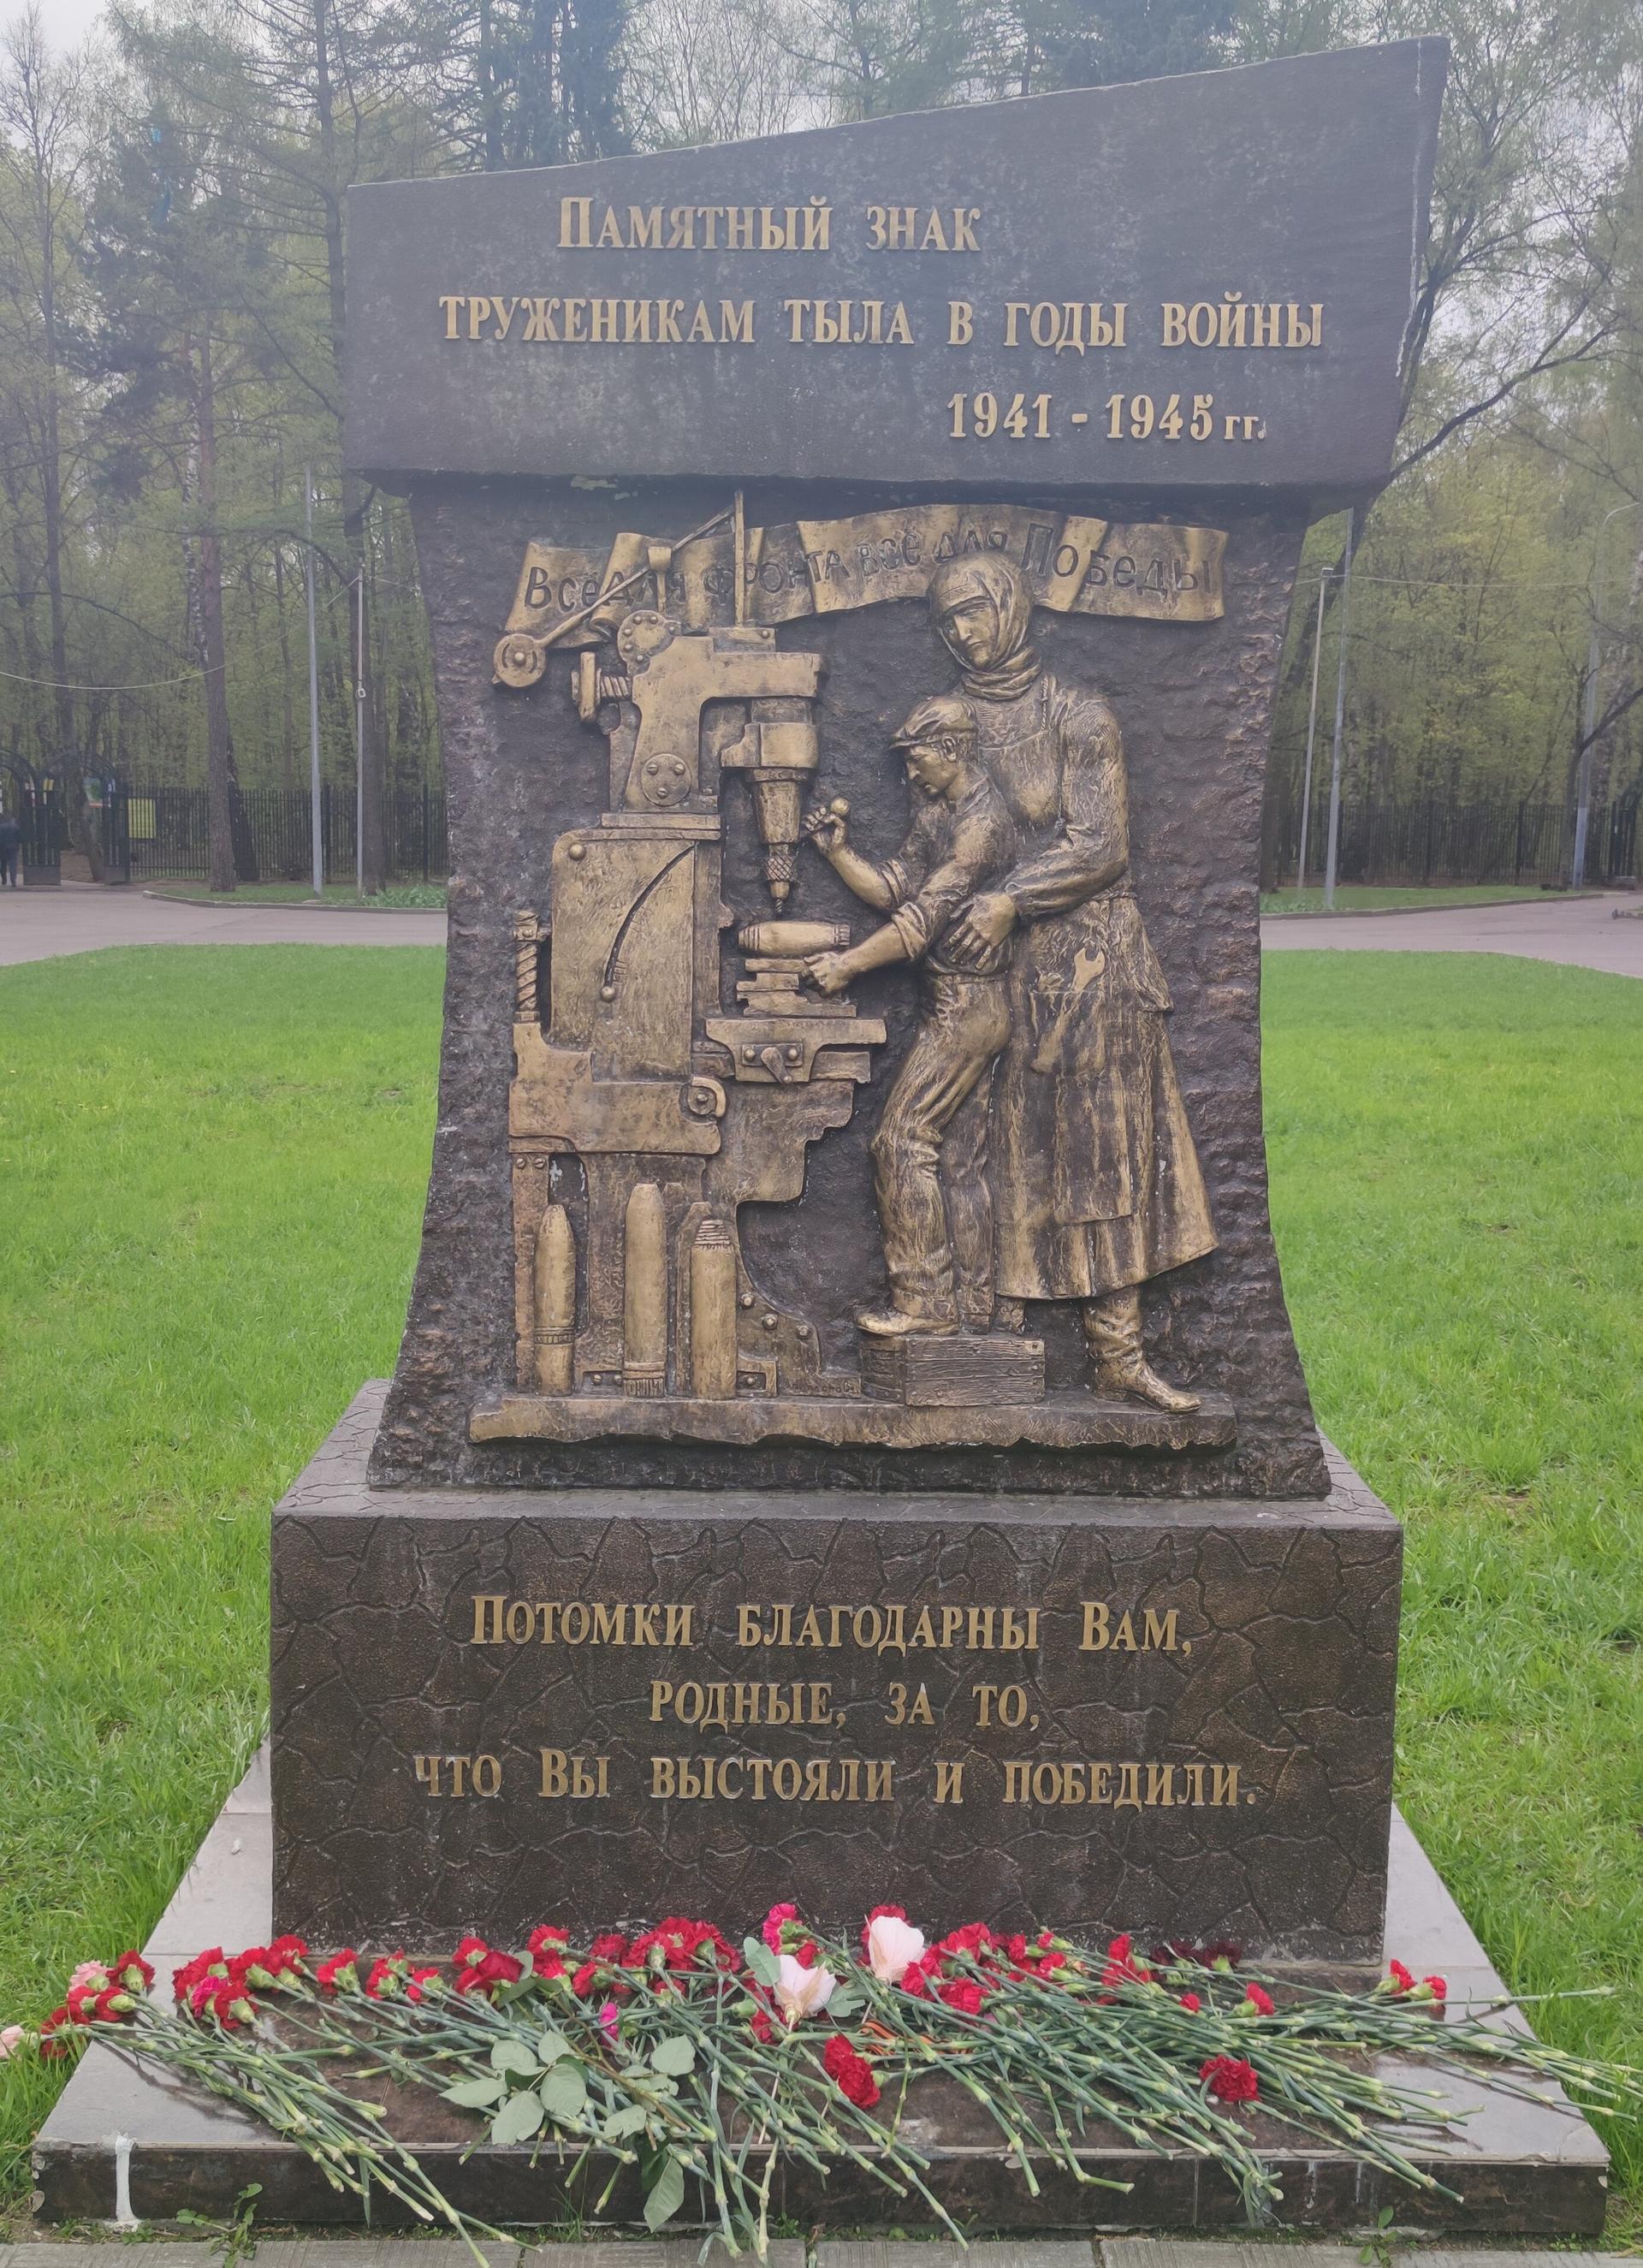 Памятный знак
труженикам тыла в годы войны
1941 - 1945 гг.
Всё для фронта всё для Победы
Потомки благодарны Вам,
родные, за то,
что Вы выстояли и победили.